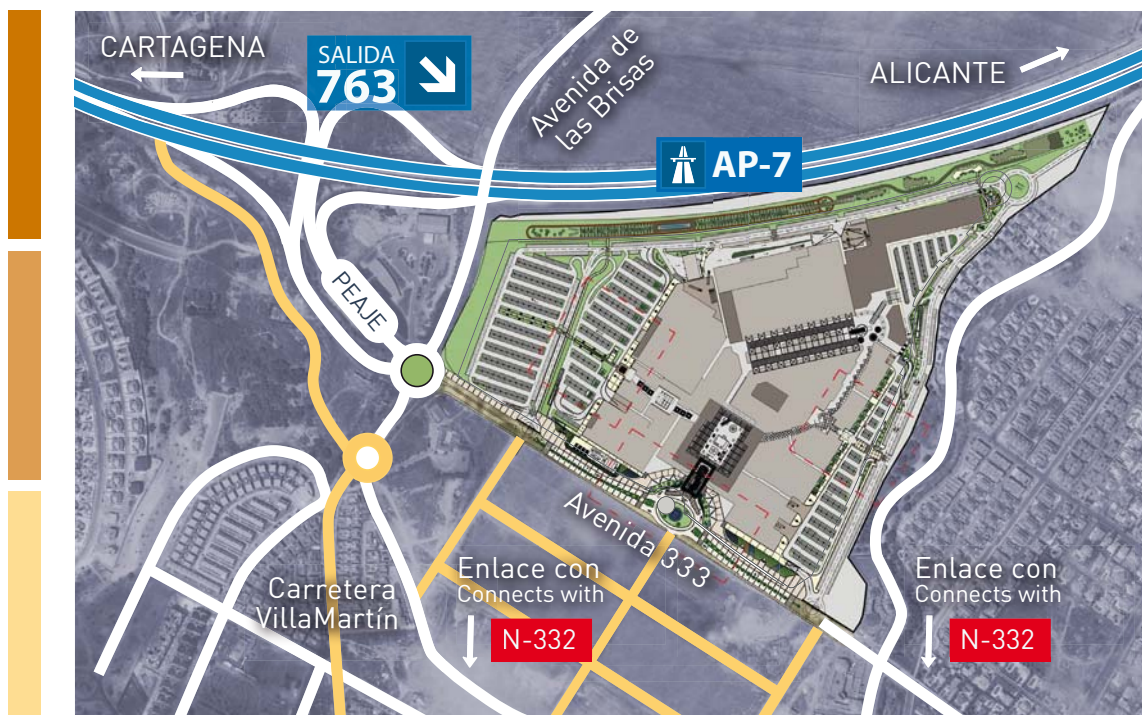 CARTAGENA
SALIDA
763
Avenida de
las Brisas
ALICANTE
AP-7
PEAJE
Avenida 333
Carretera
VillaMartín
Enlace con
Connects with
N-332
Enlace con
Connects with
N-332